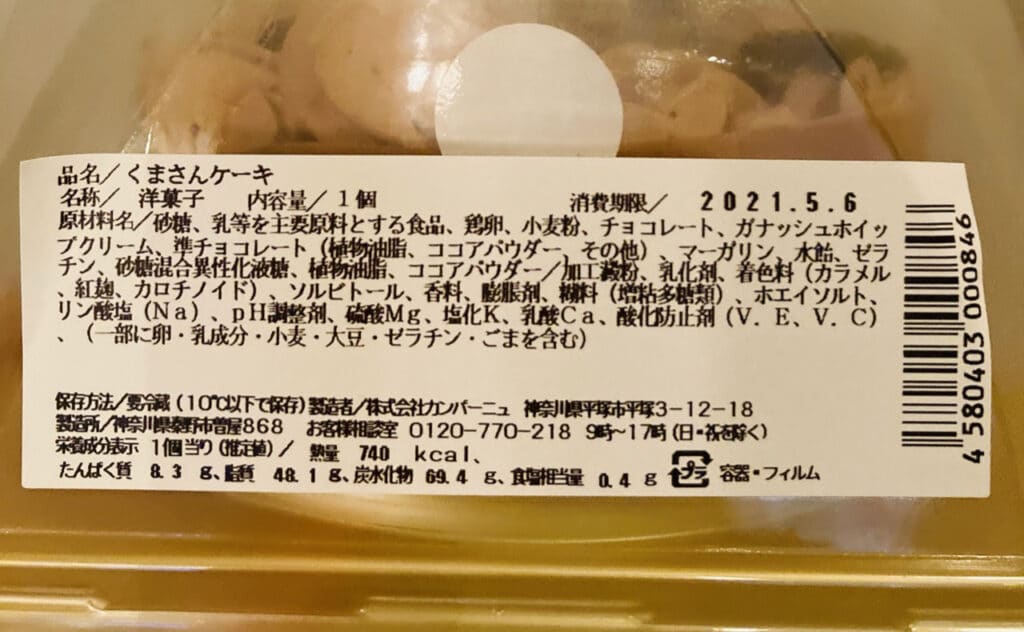 品名/くまさんケーキ
名称/ 洋菓子 内容量/1個 消費期限/ 2021.5.6
原材料名/砂糖、乳等を主要原料とする食品、鶏卵、小麦粉、チョコレート、ガナッシュホイッ
プクリーム、準チョコレート(植物油脂、ココアパウダー、その他)、マーガリン、水飴、ゼラ
チン、砂糖混合異性化液糖、植物油脂、ココアパウダー/加工澱粉、乳化剤、着色料(カラメル
、紅麹、カロチノイド)、ソルビトール、香料、膨脹剤、糊料(増粘多糖類)、ホエイソルト、
リン酸塩(Na)、pH調整剤、硫酸Mg、塩化K、乳酸Ca、酸化防止剤(V.E、V.C)
、(一部に卵・乳成分・小麦・大豆・ゼラチン・ごまを含む)
保存方法/要冷蔵(10℃以下で保存)製造者/株式会社カンパーニュ 神奈川県平塚市平塚3-12-18
製造所/神奈川県秦野市曽屋868 お客様相談室 0120-770-218 9時~17時(日・祝を除く)
栄養成分表示 1個当り(推定値)/ 熱量 740 kcal、
たんぱく質 8.3 g、脂質 48.1 g、炭水化物 69.4 g、食塩相当量 0.4 g プラ 容器・フィルム
4 580403 000846